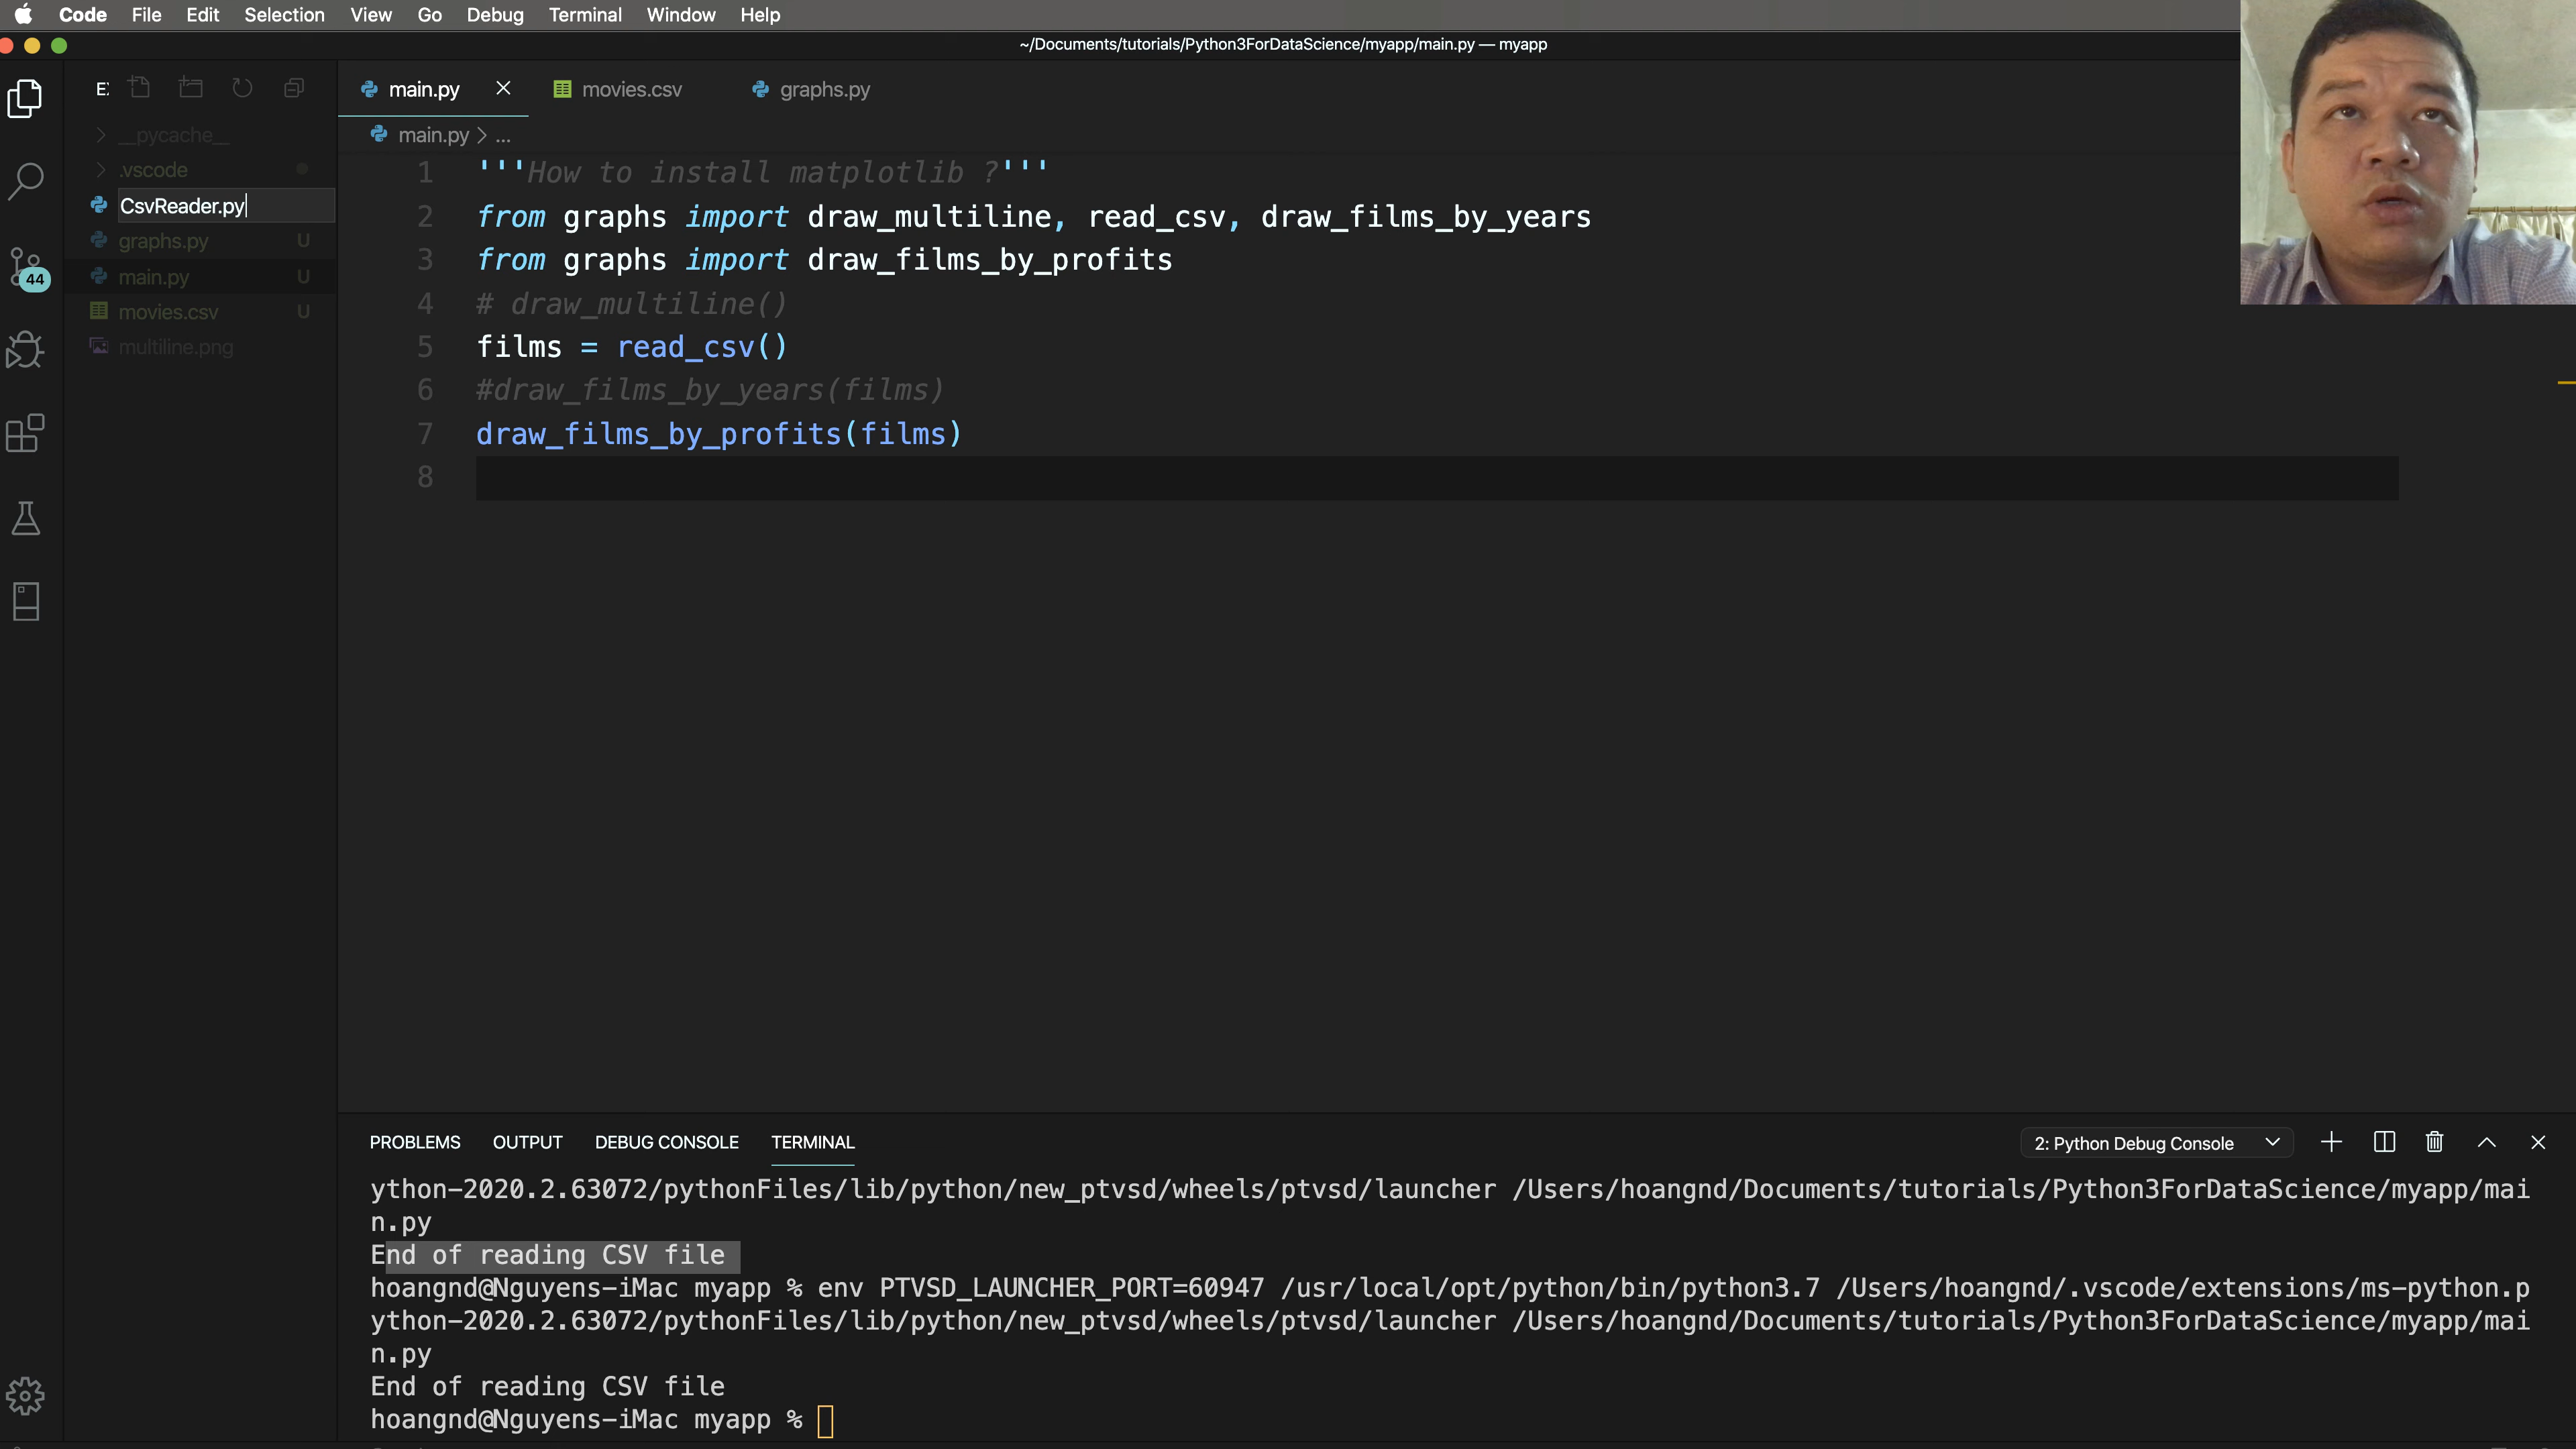 Code File Edit Selection View Go Debug Terminal Window Help
~/Documents/tutorials/Python3ForDataScience/myapp/main.py — myapp
main.py movies.csv graphs.py
main.py > ...
__pycache__
.vscode
CsvReader.py
graphs.py U
main.py U
movies.csv U
multiline.png
44
1 '''How to install matplotlib ?'''
2 from graphs import draw_multiline, read_csv, draw_films_by_years
3 from graphs import draw_films_by_profits
4 # draw_multiline()
5 films = read_csv()
6 #draw_films_by_years(films)
7 draw_films_by_profits(films)
8
PROBLEMS OUTPUT DEBUG CONSOLE TERMINAL 2: Python Debug Console
ython-2020.2.63072/pythonFiles/lib/python/new_ptvsd/wheels/ptvsd/launcher /Users/hoangnd/Documents/tutorials/Python3ForDataScience/myapp/mai
n.py
End of reading CSV file
hoangnd@Nguyens-iMac myapp % env PTVSD_LAUNCHER_PORT=60947 /usr/local/opt/python/bin/python3.7 /Users/hoangnd/.vscode/extensions/ms-python.p
ython-2020.2.63072/pythonFiles/lib/python/new_ptvsd/wheels/ptvsd/launcher /Users/hoangnd/Documents/tutorials/Python3ForDataScience/myapp/mai
n.py
End of reading CSV file
hoangnd@Nguyens-iMac myapp %